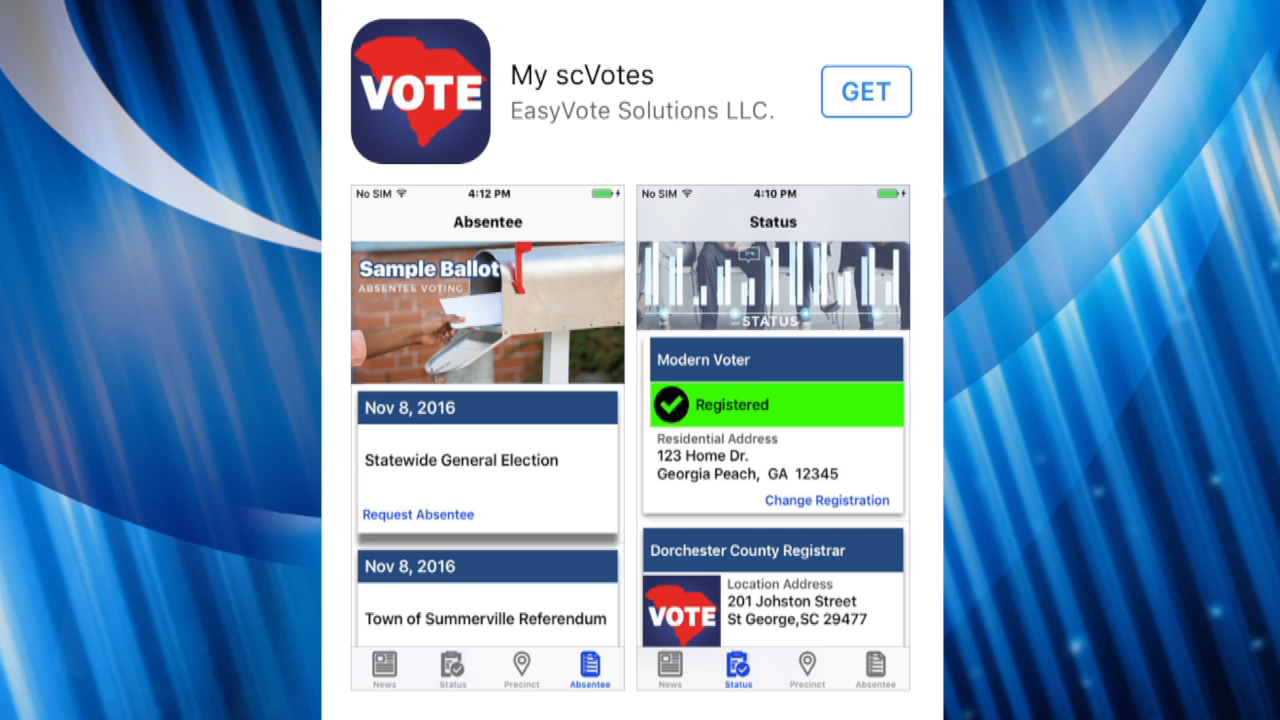 VOTE
My scVotes
EasyVote Solutions LLC.
GET
No SIM 4:12 PM
Absentee
Sample Ballot
ABSENTEE VOTING
Nov 8, 2016
Statewide General Election
Request Absentee
Nov 8, 2016
Town of Summerville Referendum
News Status Precinct Absentee
No SIM 4:10 PM
Status
STATUS
Modern Voter
Registered
Residential Address
123 Home Dr.
Georgia Peach, GA 12345
Change Registration
Dorchester County Registrar
VOTE
Location Address
201 Johston Street
St George,SC 29477
News Status Precinct Absentee